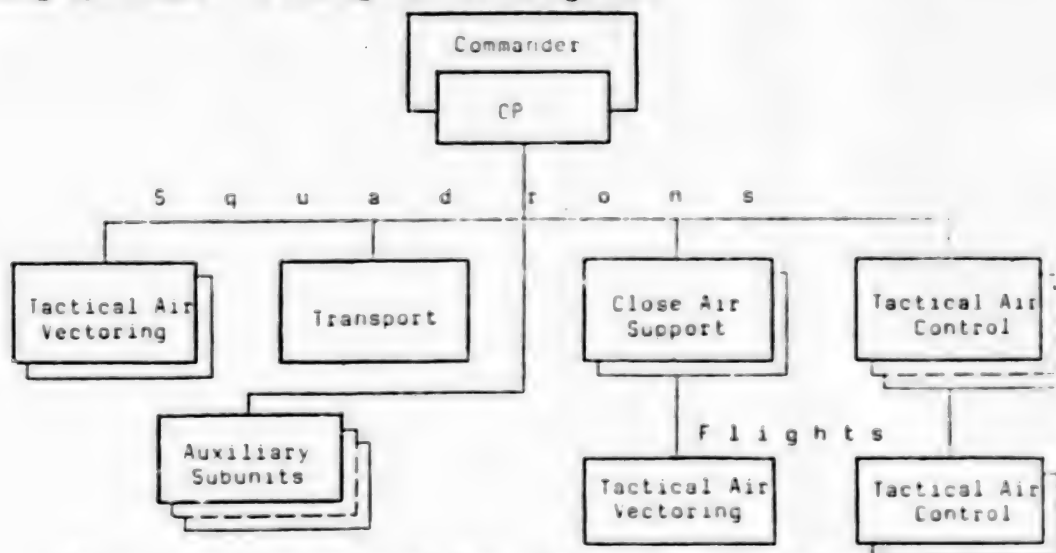 Commander
CP
S q u a d r o n s
Tactical Air
Vectoring
Transport
Close Air
Support
Tactical Air
Control
Auxiliary
Subunits
F l i g h t s
Tactical Air
Vectoring
Tactical Air
Control